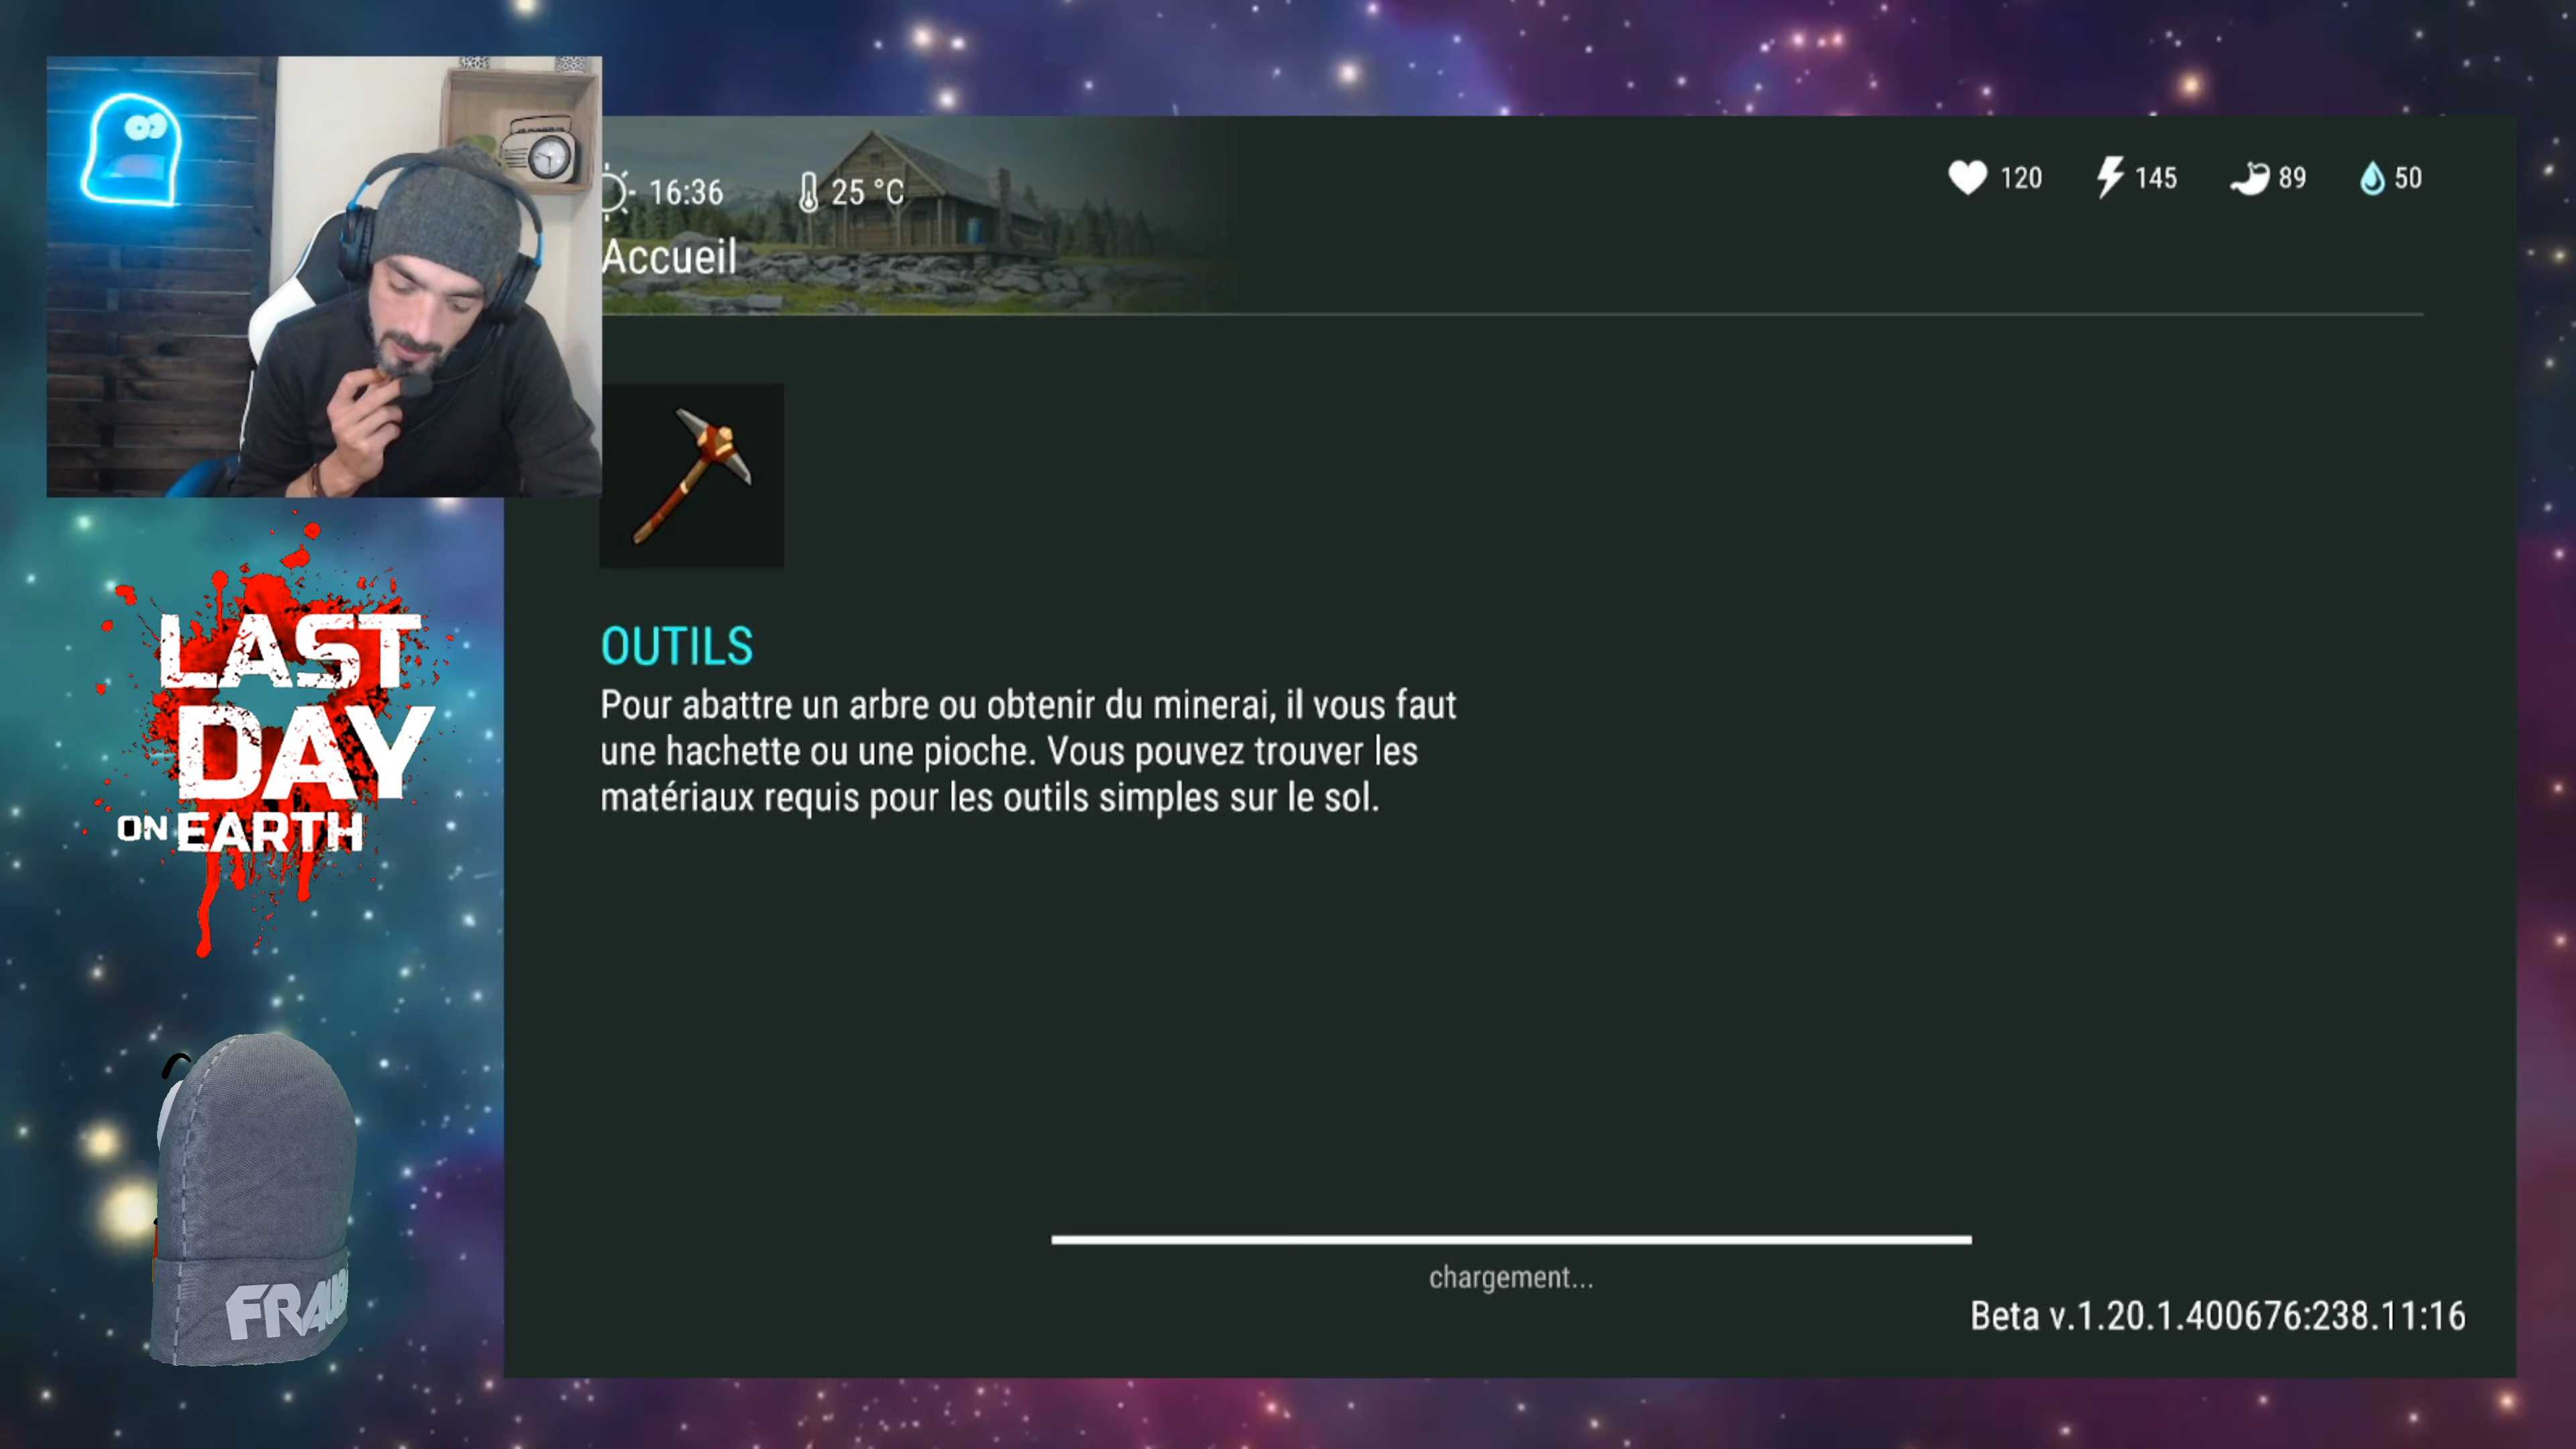 16:36
25 °C
120
145
89
50
Accueil
OUTILS
Pour abattre un arbre ou obtenir du minerai, il vous faut
une hachette ou une pioche. Vous pouvez trouver les
matériaux requis pour les outils simples sur le sol.
LAST
DAY
ON EARTH
chargement...
Beta v.1.20.1.400676:238.11:16